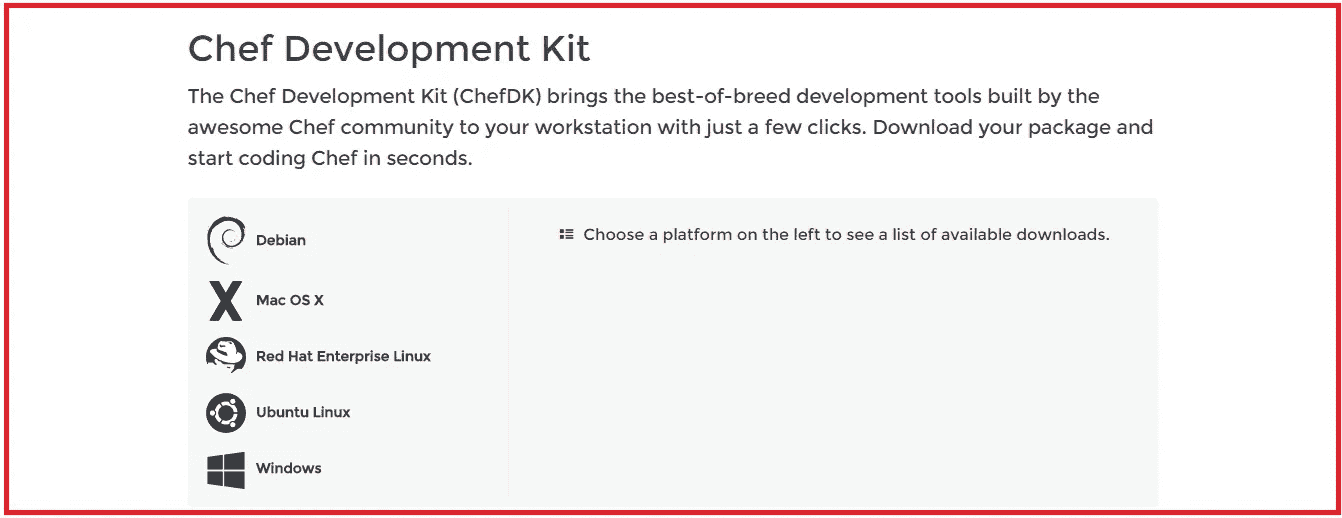 Chef Development Kit
The Chef Development Kit (ChefDK) brings the best-of-breed development tools built by the
awesome Chef community to your workstation with just a few clicks. Download your package and
start coding Chef in seconds.
Debian
Choose a platform on the left to see a list of available downloads.
Mac OS X
Red Hat Enterprise Linux
Ubuntu Linux
Windows